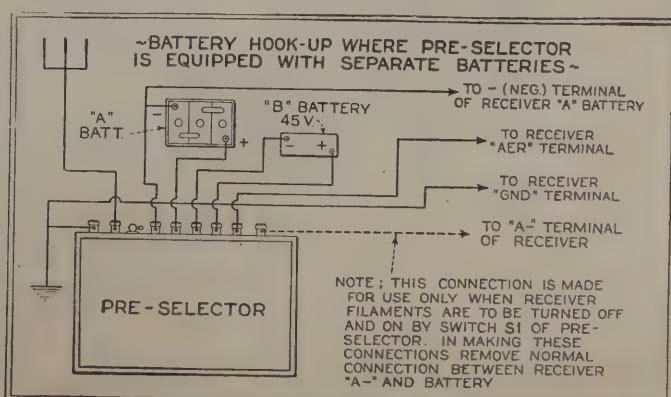 ~BATTERY HOOK-UP WHERE PRE-SELECTOR
IS EQUIPPED WITH SEPARATE BATTERIES~
"A"
BATT.
-
+
"B" BATTERY
45 V.
-
+
TO - (NEG.) TERMINAL
OF RECEIVER "A" BATTERY
TO RECEIVER
"AER" TERMINAL
TO RECEIVER
"GND" TERMINAL
TO "A-" TERMINAL
OF RECEIVER
PRE-SELECTOR
NOTE; THIS CONNECTION IS MADE
FOR USE ONLY WHEN RECEIVER
FILAMENTS ARE TO BE TURNED OFF
AND ON BY SWITCH S1 OF PRE-
SELECTOR. IN MAKING THESE
CONNECTIONS REMOVE NORMAL
CONNECTION BETWEEN RECEIVER
"A-" AND BATTERY